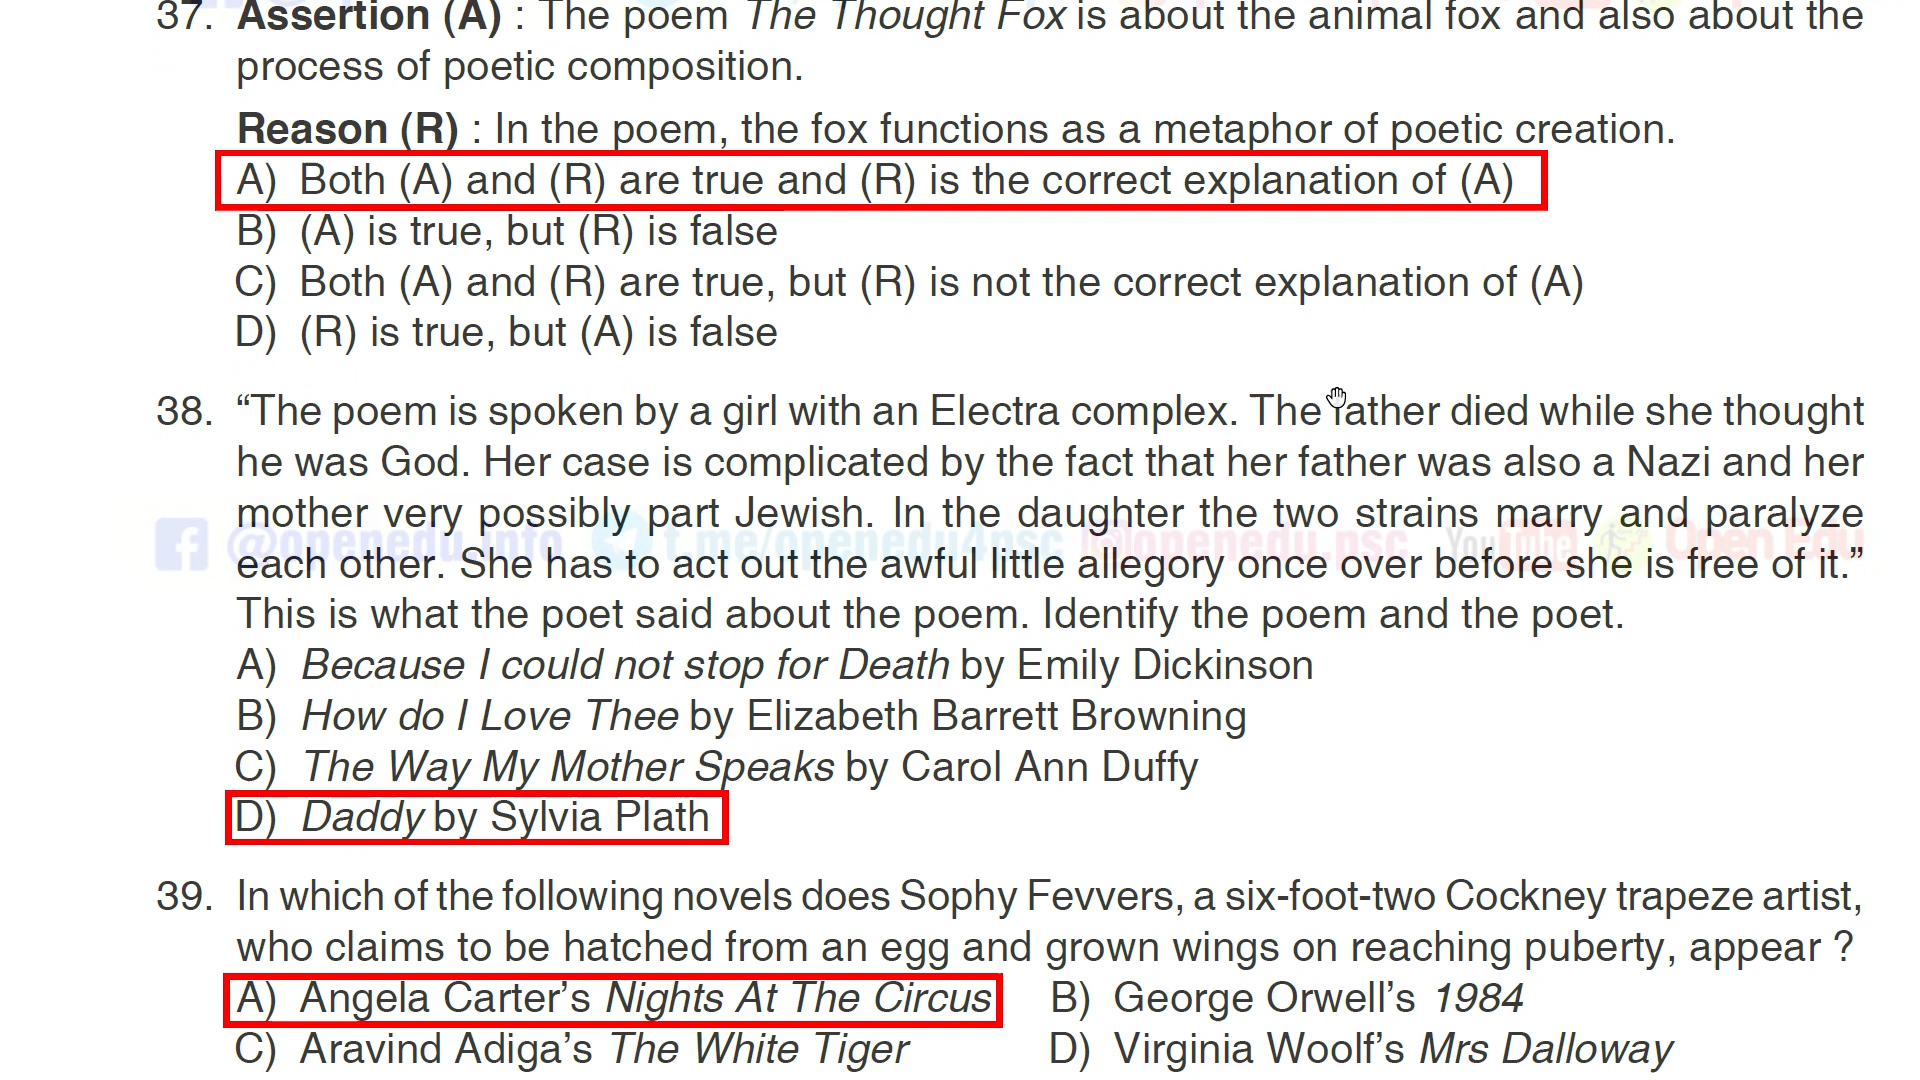 37. Assertion (A) : The poem The Thought Fox is about the animal fox and also about the
process of poetic composition.
Reason (R) : In the poem, the fox functions as a metaphor of poetic creation.
A) Both (A) and (R) are true and (R) is the correct explanation of (A)
B) (A) is true, but (R) is false
C) Both (A) and (R) are true, but (R) is not the correct explanation of (A)
D) (R) is true, but (A) is false
38. “The poem is spoken by a girl with an Electra complex. The father died while she thought
he was God. Her case is complicated by the fact that her father was also a Nazi and her
mother very possibly part Jewish. In the daughter the two strains marry and paralyze
@openedu.info t.me/openedu4psc @openedu.psc YouTube Open Edu
each other. She has to act out the awful little allegory once over before she is free of it.”
This is what the poet said about the poem. Identify the poem and the poet.
A) Because I could not stop for Death by Emily Dickinson
B) How do I Love Thee by Elizabeth Barrett Browning
C) The Way My Mother Speaks by Carol Ann Duffy
D) Daddy by Sylvia Plath
39. In which of the following novels does Sophy Fevvers, a six-foot-two Cockney trapeze artist,
who claims to be hatched from an egg and grown wings on reaching puberty, appear ?
A) Angela Carter’s Nights At The Circus B) George Orwell’s 1984
C) Aravind Adiga’s The White Tiger D) Virginia Woolf’s Mrs Dalloway